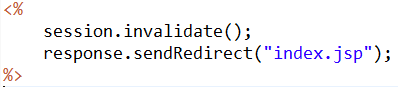 <%
    session.invalidate();
    response.sendRedirect("index.jsp");
%>